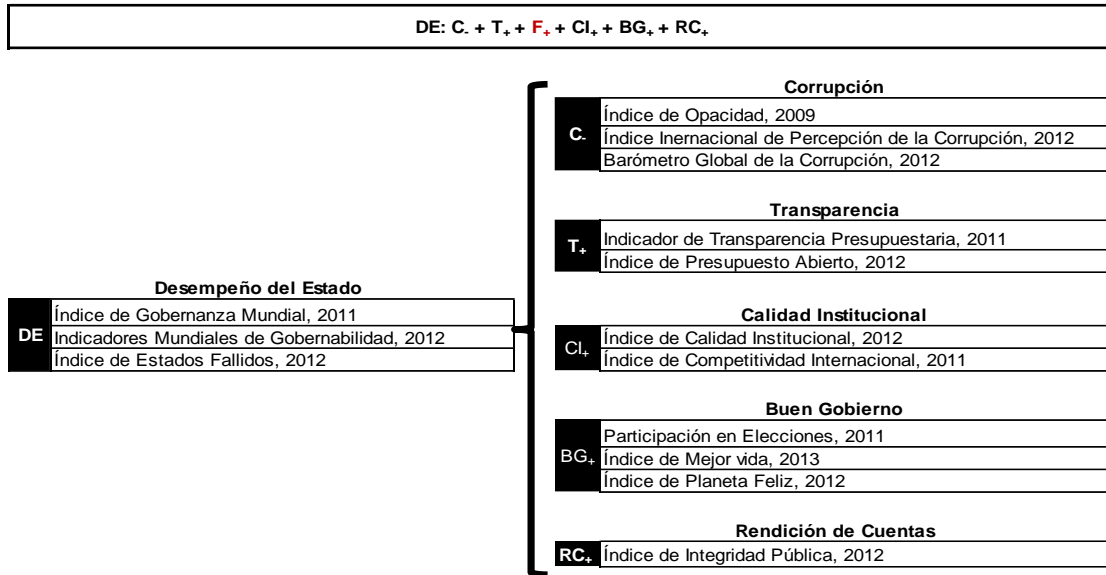 DE: C- + T+ + F+ + CI+ + BG+ + RC+
Corrupción
C-
Índice de Opacidad, 2009
Índice Inernacional de Percepción de la Corrupción, 2012
Barómetro Global de la Corrupción, 2012
Transparencia
T+
Indicador de Transparencia Presupuestaria, 2011
Índice de Presupuesto Abierto, 2012
Desempeño del Estado
DE
Índice de Gobernanza Mundial, 2011
Indicadores Mundiales de Gobernabilidad, 2012
Índice de Estados Fallidos, 2012
Calidad Institucional
CI+
Índice de Calidad Institucional, 2012
Índice de Competitividad Internacional, 2011
Buen Gobierno
BG+
Participación en Elecciones, 2011
Índice de Mejor vida, 2013
Índice de Planeta Feliz, 2012
Rendición de Cuentas
RC+ Índice de Integridad Pública, 2012